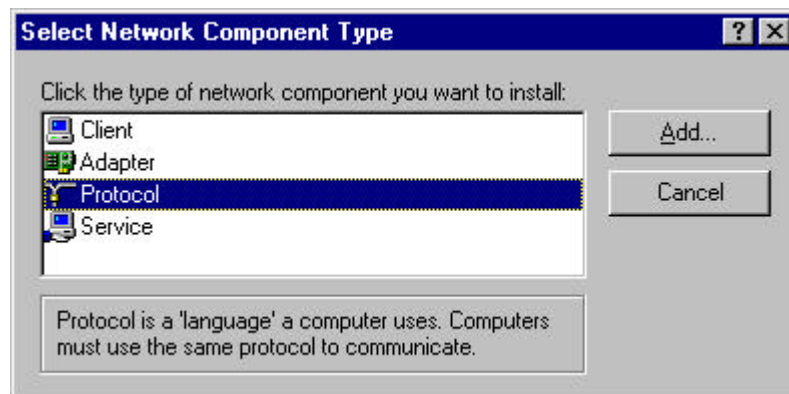 Select Network Component Type
Click the type of network component you want to install:
Client
Adapter
Protocol
Service
Add...
Cancel
Protocol is a 'language' a computer uses. Computers
must use the same protocol to communicate.